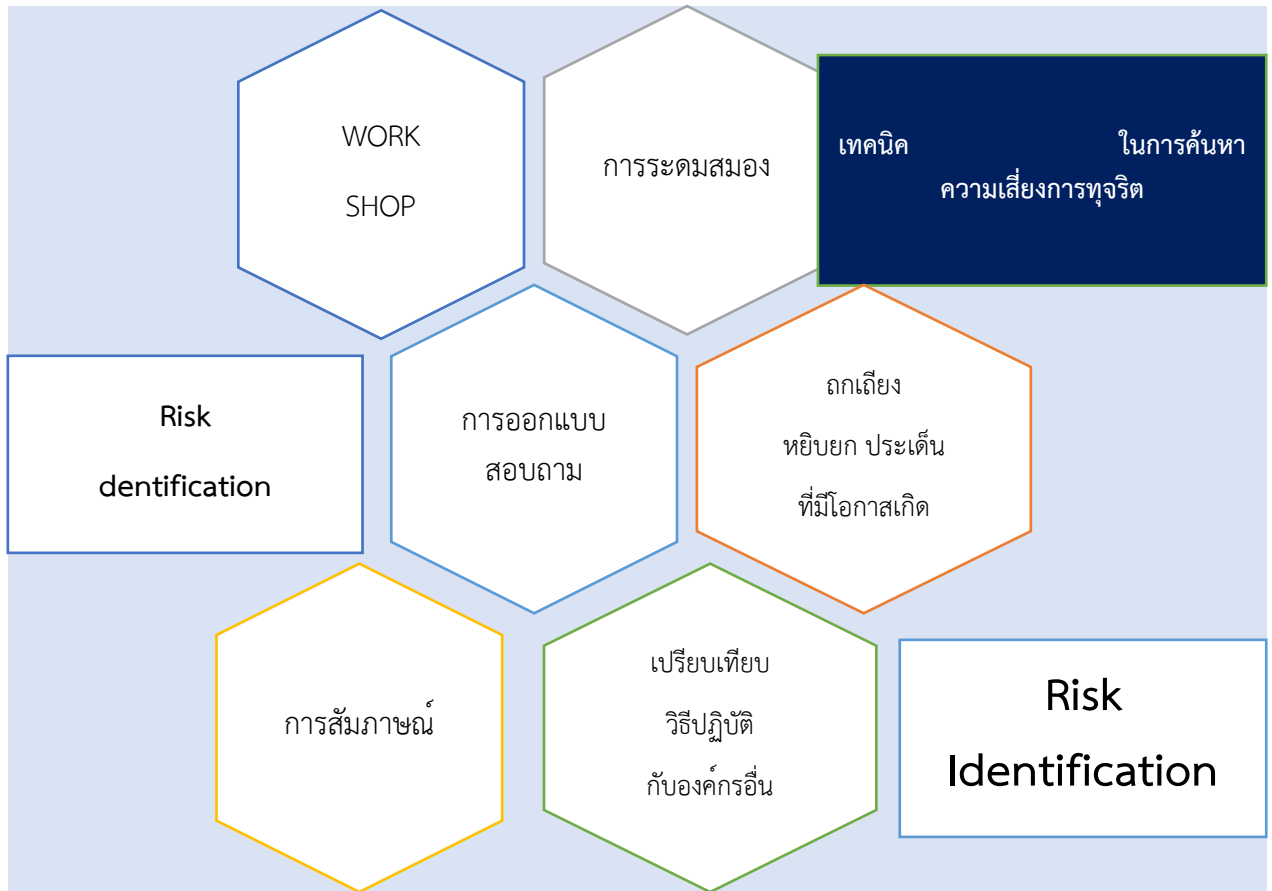 WORK
SHOP
การระดมสมอง
เทคนิค ในการค้นหา
ความเสี่ยงการทุจริต
Risk
dentification
การออกแบบ
สอบถาม
ถกเถียง
หยิบยก ประเด็น
ที่มีโอกาสเกิด
การสัมภาษณ์
เปรียบเทียบ
วิธีปฏิบัติ
กับองค์กรอื่น
Risk
Identification